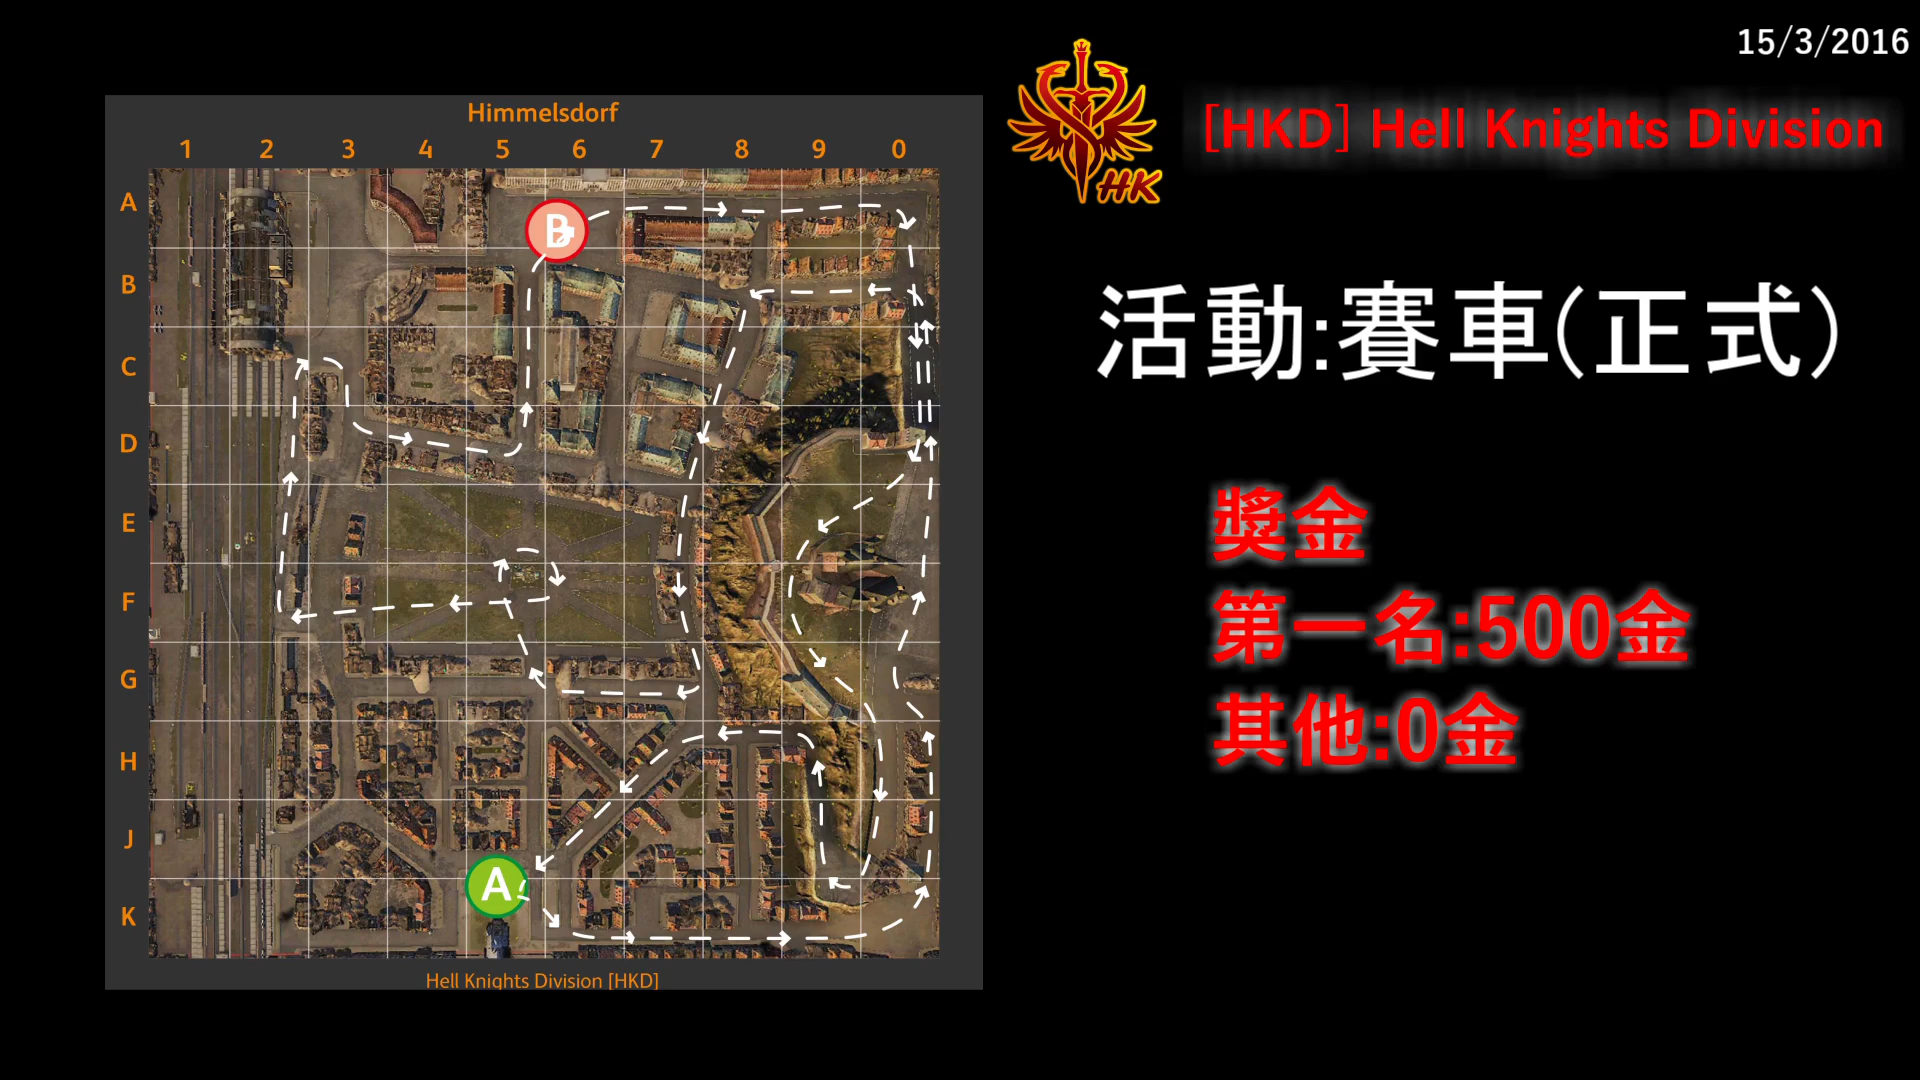 15/3/2016
[HKD] Hell Knights Division
HK
活動:賽車(正式)
獎金
第一名:500金
其他:0金
Himmelsdorf
1 2 3 4 5 6 7 8 9 0
A
B
C
D
E
F
G
H
J
K
B
A
Hell Knights Division [HKD]